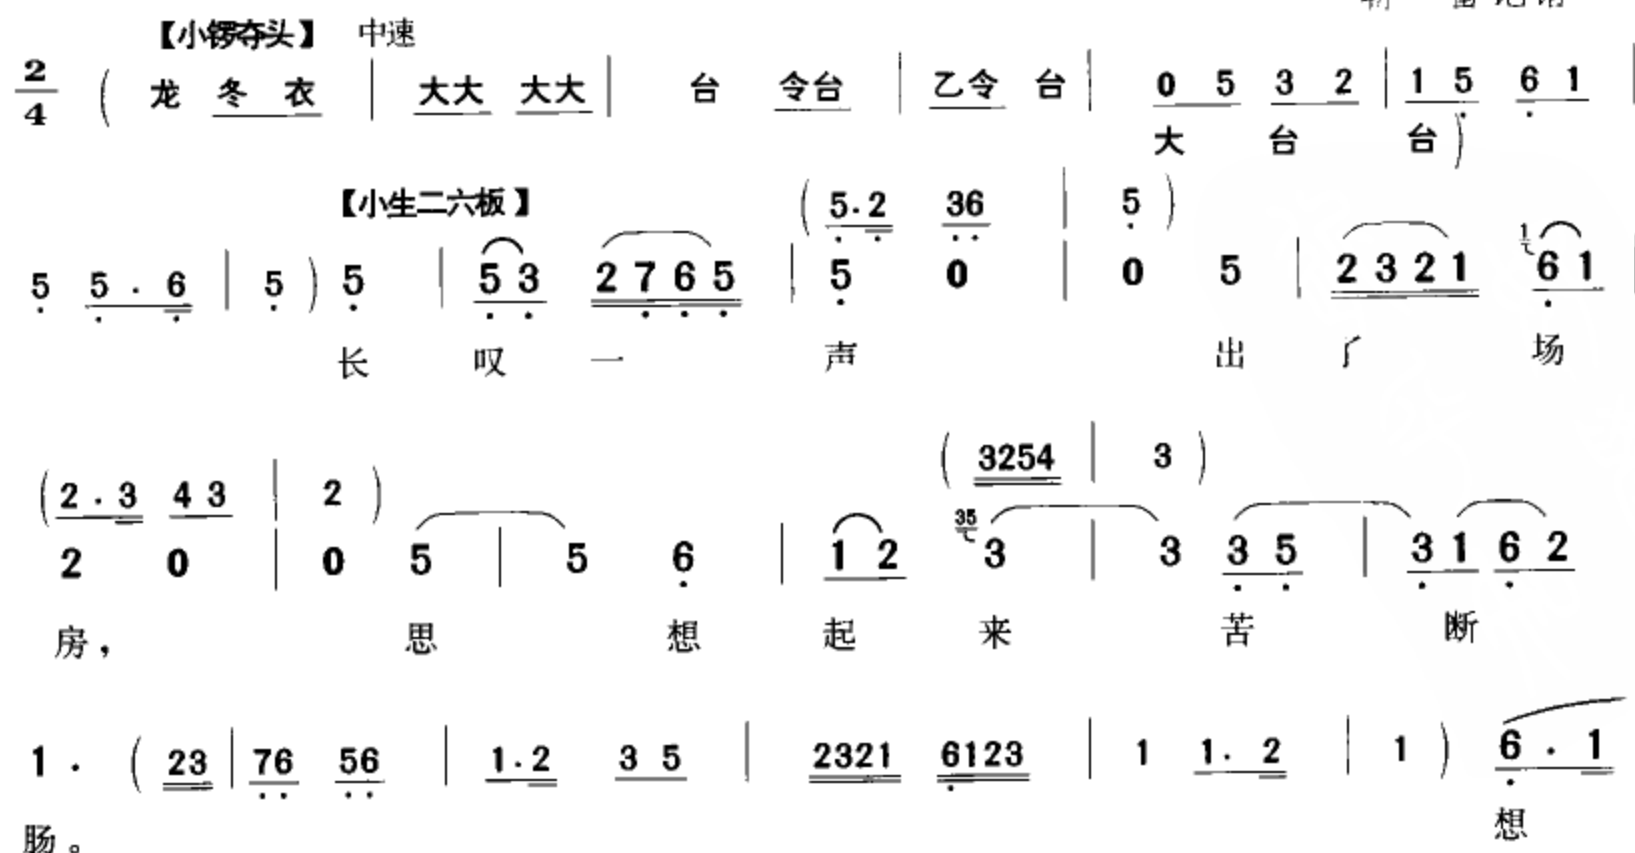 【小锣夺头】 中速
2/4 ( 龙 冬 衣 | 大大 大大 | 台 令台 | 乙令 台 | 0 5 3 2 | 1 5 6 1 |
大 台 台 )
【小生二六板】
( 5·2 36 | 5 )
5 5·6 | 5 ) 5 | 5 3 2 7 6 5 | 5 0 | 0 5 | 2 3 2 1 1 6 1 |
长 叹 一 声 出 了 场
( 3254 | 3 )
( 2·3 4 3 | 2 )
2 0 | 0 5 | 5 6 | 1 2 35 3 | 3 3 5 | 3 1 6 2
房， 思 想 起 来 苦 断
1· ( 23 | 76 56 | 1·2 3 5 | 2321 6123 | 1 1·2 | 1 ) 6·1
肠。 想